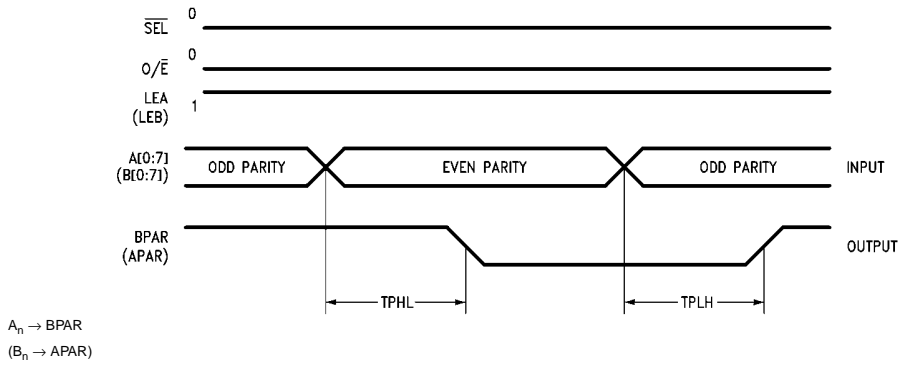 SEL 0
O/E 0
LEA
(LEB) 1
A[0:7]
(B[0:7]) ODD PARITY EVEN PARITY ODD PARITY INPUT
BPAR
(APAR) OUTPUT
TPHL TPLH
An → BPAR
(Bn → APAR)